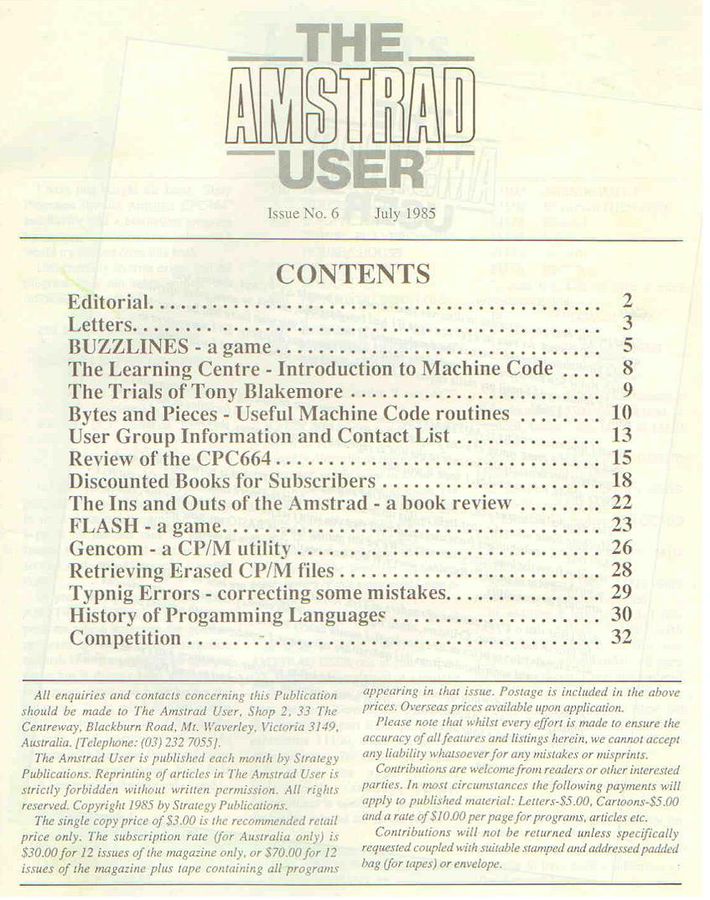 THE
AMSTRAD
USER
Issue No. 6 July 1985
CONTENTS
Editorial. . . . . . . . . . . . . . . . . . . . . . . . . . . . . . . . . . . . . . . . . 2
Letters. . . . . . . . . . . . . . . . . . . . . . . . . . . . . . . . . . . . . . . . . . 3
BUZZLINES - a game . . . . . . . . . . . . . . . . . . . . . . . . . . . . . 5
The Learning Centre - Introduction to Machine Code . . . . 8
The Trials of Tony Blakemore . . . . . . . . . . . . . . . . . . . . . . 9
Bytes and Pieces - Useful Machine Code routines . . . . . . . 10
User Group Information and Contact List . . . . . . . . . . . . . 13
Review of the CPC664 . . . . . . . . . . . . . . . . . . . . . . . . . . . . . 15
Discounted Books for Subscribers . . . . . . . . . . . . . . . . . . . 18
The Ins and Outs of the Amstrad - a book review . . . . . . . 22
FLASH - a game. . . . . . . . . . . . . . . . . . . . . . . . . . . . . . . . . . 23
Gencom - a CP/M utility . . . . . . . . . . . . . . . . . . . . . . . . . . . 26
Retrieving Erased CP/M files . . . . . . . . . . . . . . . . . . . . . . . 28
Typnig Errors - correcting some mistakes. . . . . . . . . . . . . . 29
History of Progamming Languages . . . . . . . . . . . . . . . . . . 30
Competition . . . . . . . . . . . . . . . . . . . . . . . . . . . . . . . . . . . . . 32
All enquiries and contacts concerning this Publication
should be made to The Amstrad User, Shop 2, 33 The
Centreway, Blackburn Road, Mt. Waverley, Victoria 3149,
Australia. [Telephone: (03) 232 7055].
The Amstrad User is published each month by Strategy
Publications. Reprinting of articles in The Amstrad User is
strictly forbidden without written permission. All rights
reserved. Copyright 1985 by Strategy Publications.
The single copy price of $3.00 is the recommended retail
price only. The subscription rate (for Australia only) is
$30.00 for 12 issues of the magazine only, or $70.00 for 12
issues of the magazine plus tape containing all programs
appearing in that issue. Postage is included in the above
prices. Overseas prices available upon application.
Please note that whilst every effort is made to ensure the
accuracy of all features and listings herein, we cannot accept
any liability whatsoever for any mistakes or misprints.
Contributions are welcome from readers or other interested
parties. In most circumstances the following payments will
apply to published material: Letters-$5.00, Cartoons-$5.00
and a rate of $10.00 per page for programs, articles etc.
Contributions will not be returned unless specifically
requested coupled with suitable stamped and addressed padded
bag (for tapes) or envelope.